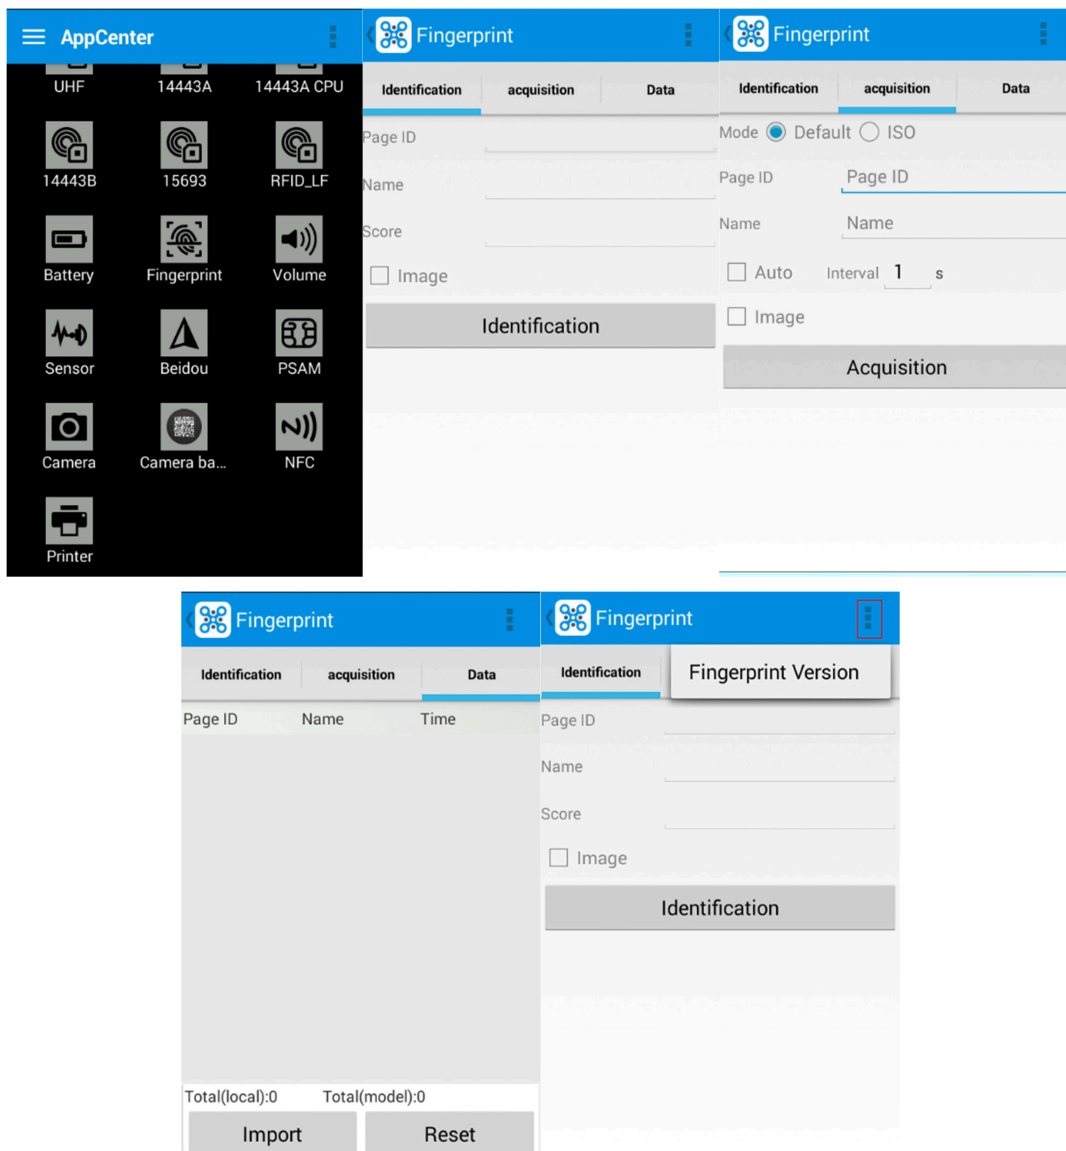 AppCenter
UHF 14443A 14443A CPU
14443B 15693 RFID_LF
Battery Fingerprint Volume
Sensor Beidou PSAM
Camera Camera ba... NFC
Printer
Fingerprint
Identification acquisition Data
Page ID
Name
Score
Image
Identification
Fingerprint
Identification acquisition Data
Mode Default ISO
Page ID Page ID
Name Name
Auto Interval 1 s
Image
Acquisition
Fingerprint
Identification acquisition Data
Page ID Name Time
Total(local):0 Total(model):0
Import Reset
Fingerprint
Identification Fingerprint Version
Page ID
Name
Score
Image
Identification